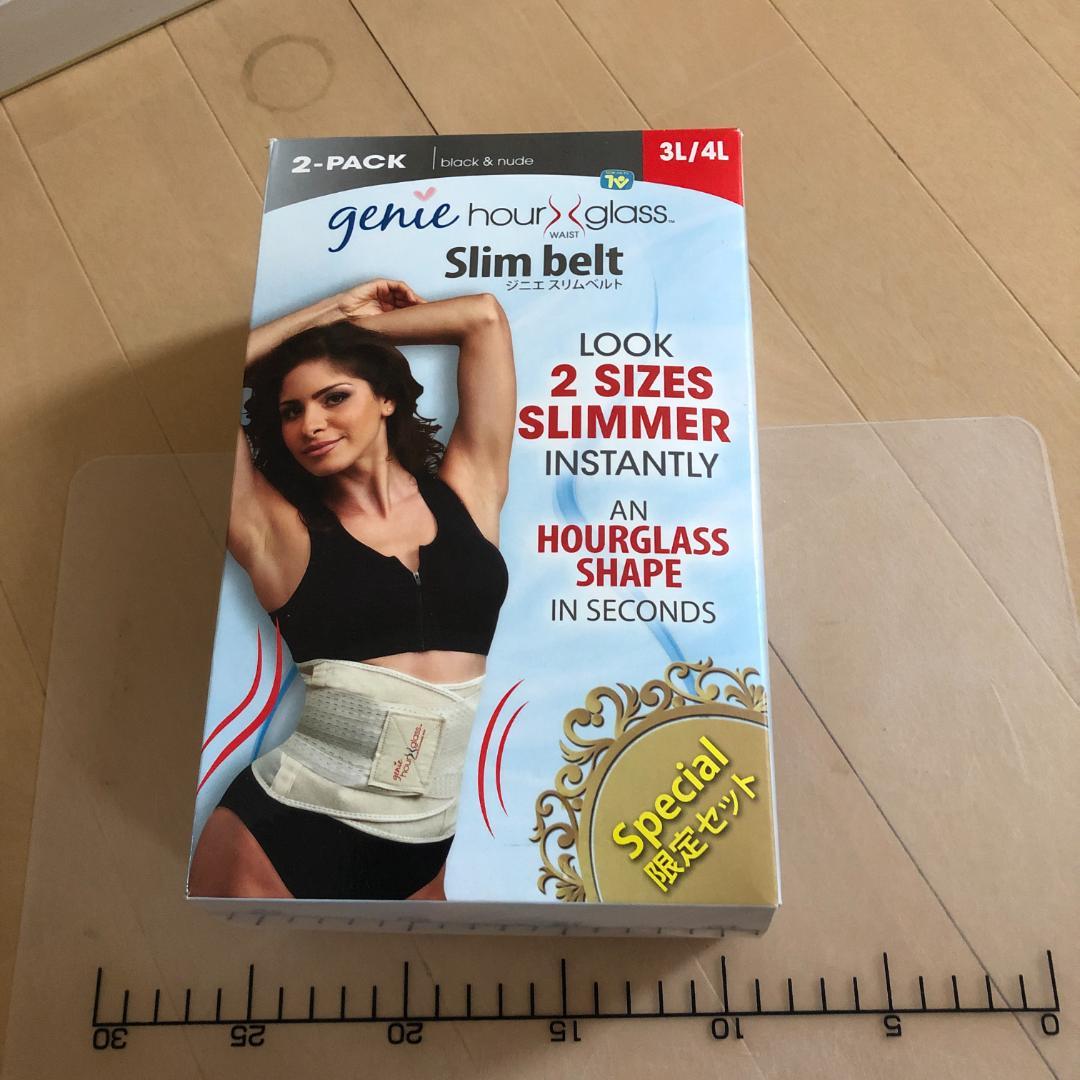 2-PACK
black & nude
3L/4L
genie hour glass™
WAIST
Slim belt
ジニエ スリムベルト
LOOK
2 SIZES
SLIMMER
INSTANTLY
AN
HOURGLASS
SHAPE
IN SECONDS
genie
hour glass
Special
限定セット
30 25 20 15 10 5 0